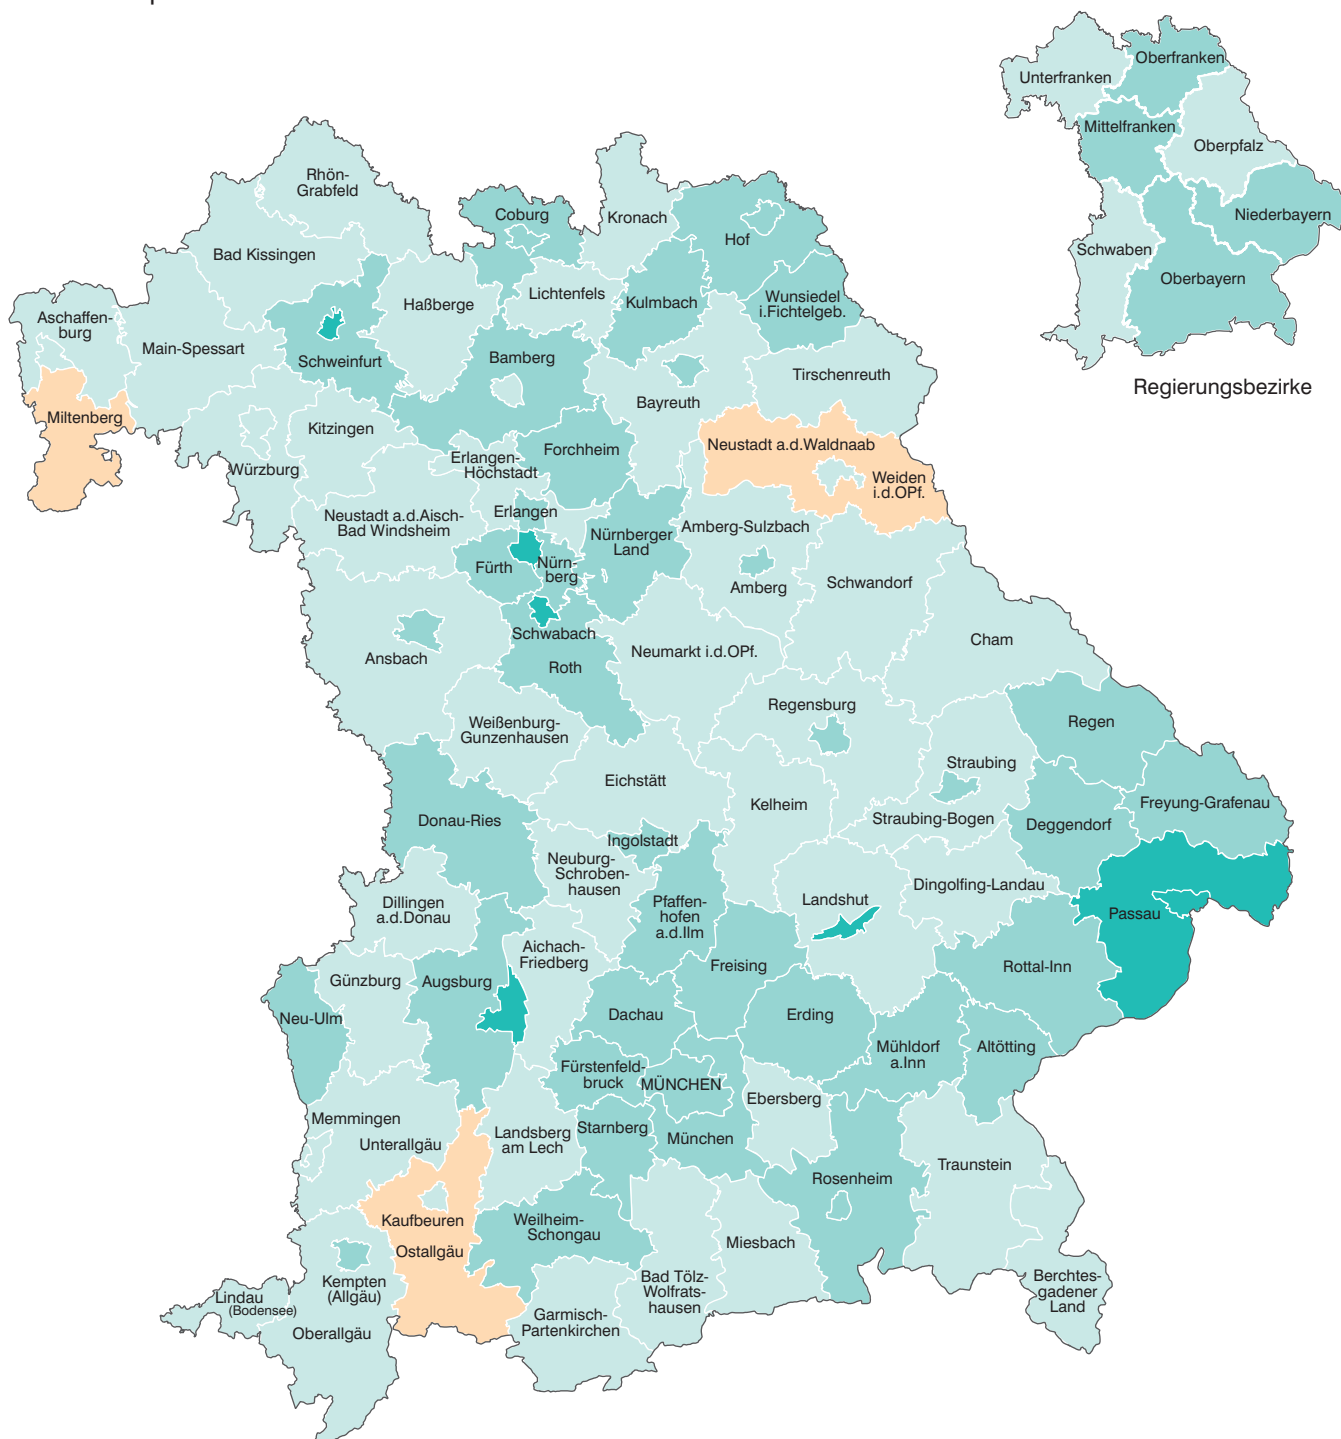 Oberfranken
Unterfranken
Mittelfranken
Oberpfalz
Niederbayern
Schwaben
Oberbayern
Regierungsbezirke
Rhön-
Grabfeld
Coburg
Kronach
Hof
Bad Kissingen
Lichtenfels
Kulmbach
Wunsiedel
i.Fichtelgeb.
Haßberge
Aschaffen-
burg
Main-Spessart
Schweinfurt
Bamberg
Tirschenreuth
Bayreuth
Miltenberg
Kitzingen
Neustadt a.d.Waldnaab
Forchheim
Erlangen-
Höchstadt
Würzburg
Weiden
i.d.OPf.
Erlangen
Neustadt a.d.Aisch-
Bad Windsheim
Nürnberger
Land
Amberg-Sulzbach
Fürth
Nürn-
berg
Amberg
Schwandorf
Schwabach
Cham
Ansbach
Neumarkt i.d.OPf.
Roth
Regensburg
Regen
Weißenburg-
Gunzenhausen
Straubing
Eichstätt
Kelheim
Freyung-Grafenau
Donau-Ries
Straubing-Bogen
Deggendorf
Ingolstadt
Neuburg-
Schroben-
hausen
Dingolfing-Landau
Dillingen
a.d.Donau
Pfaffen-
hofen
a.d.Ilm
Landshut
Passau
Aichach-
Friedberg
Freising
Rottal-Inn
Günzburg
Augsburg
Neu-Ulm
Dachau
Erding
Mühldorf
a.Inn
Altötting
Fürstenfeld-
bruck
MÜNCHEN
Ebersberg
Memmingen
Unterallgäu
Landsberg
am Lech
Starnberg
München
Traunstein
Rosenheim
Kaufbeuren
Weilheim-
Schongau
Ostallgäu
Miesbach
Kempten
(Allgäu)
Bad Tölz-
Wolfrats-
hausen
Berchtes-
gadener
Land
Lindau
(Bodensee)
Garmisch-
Partenkirchen
Oberallgäu